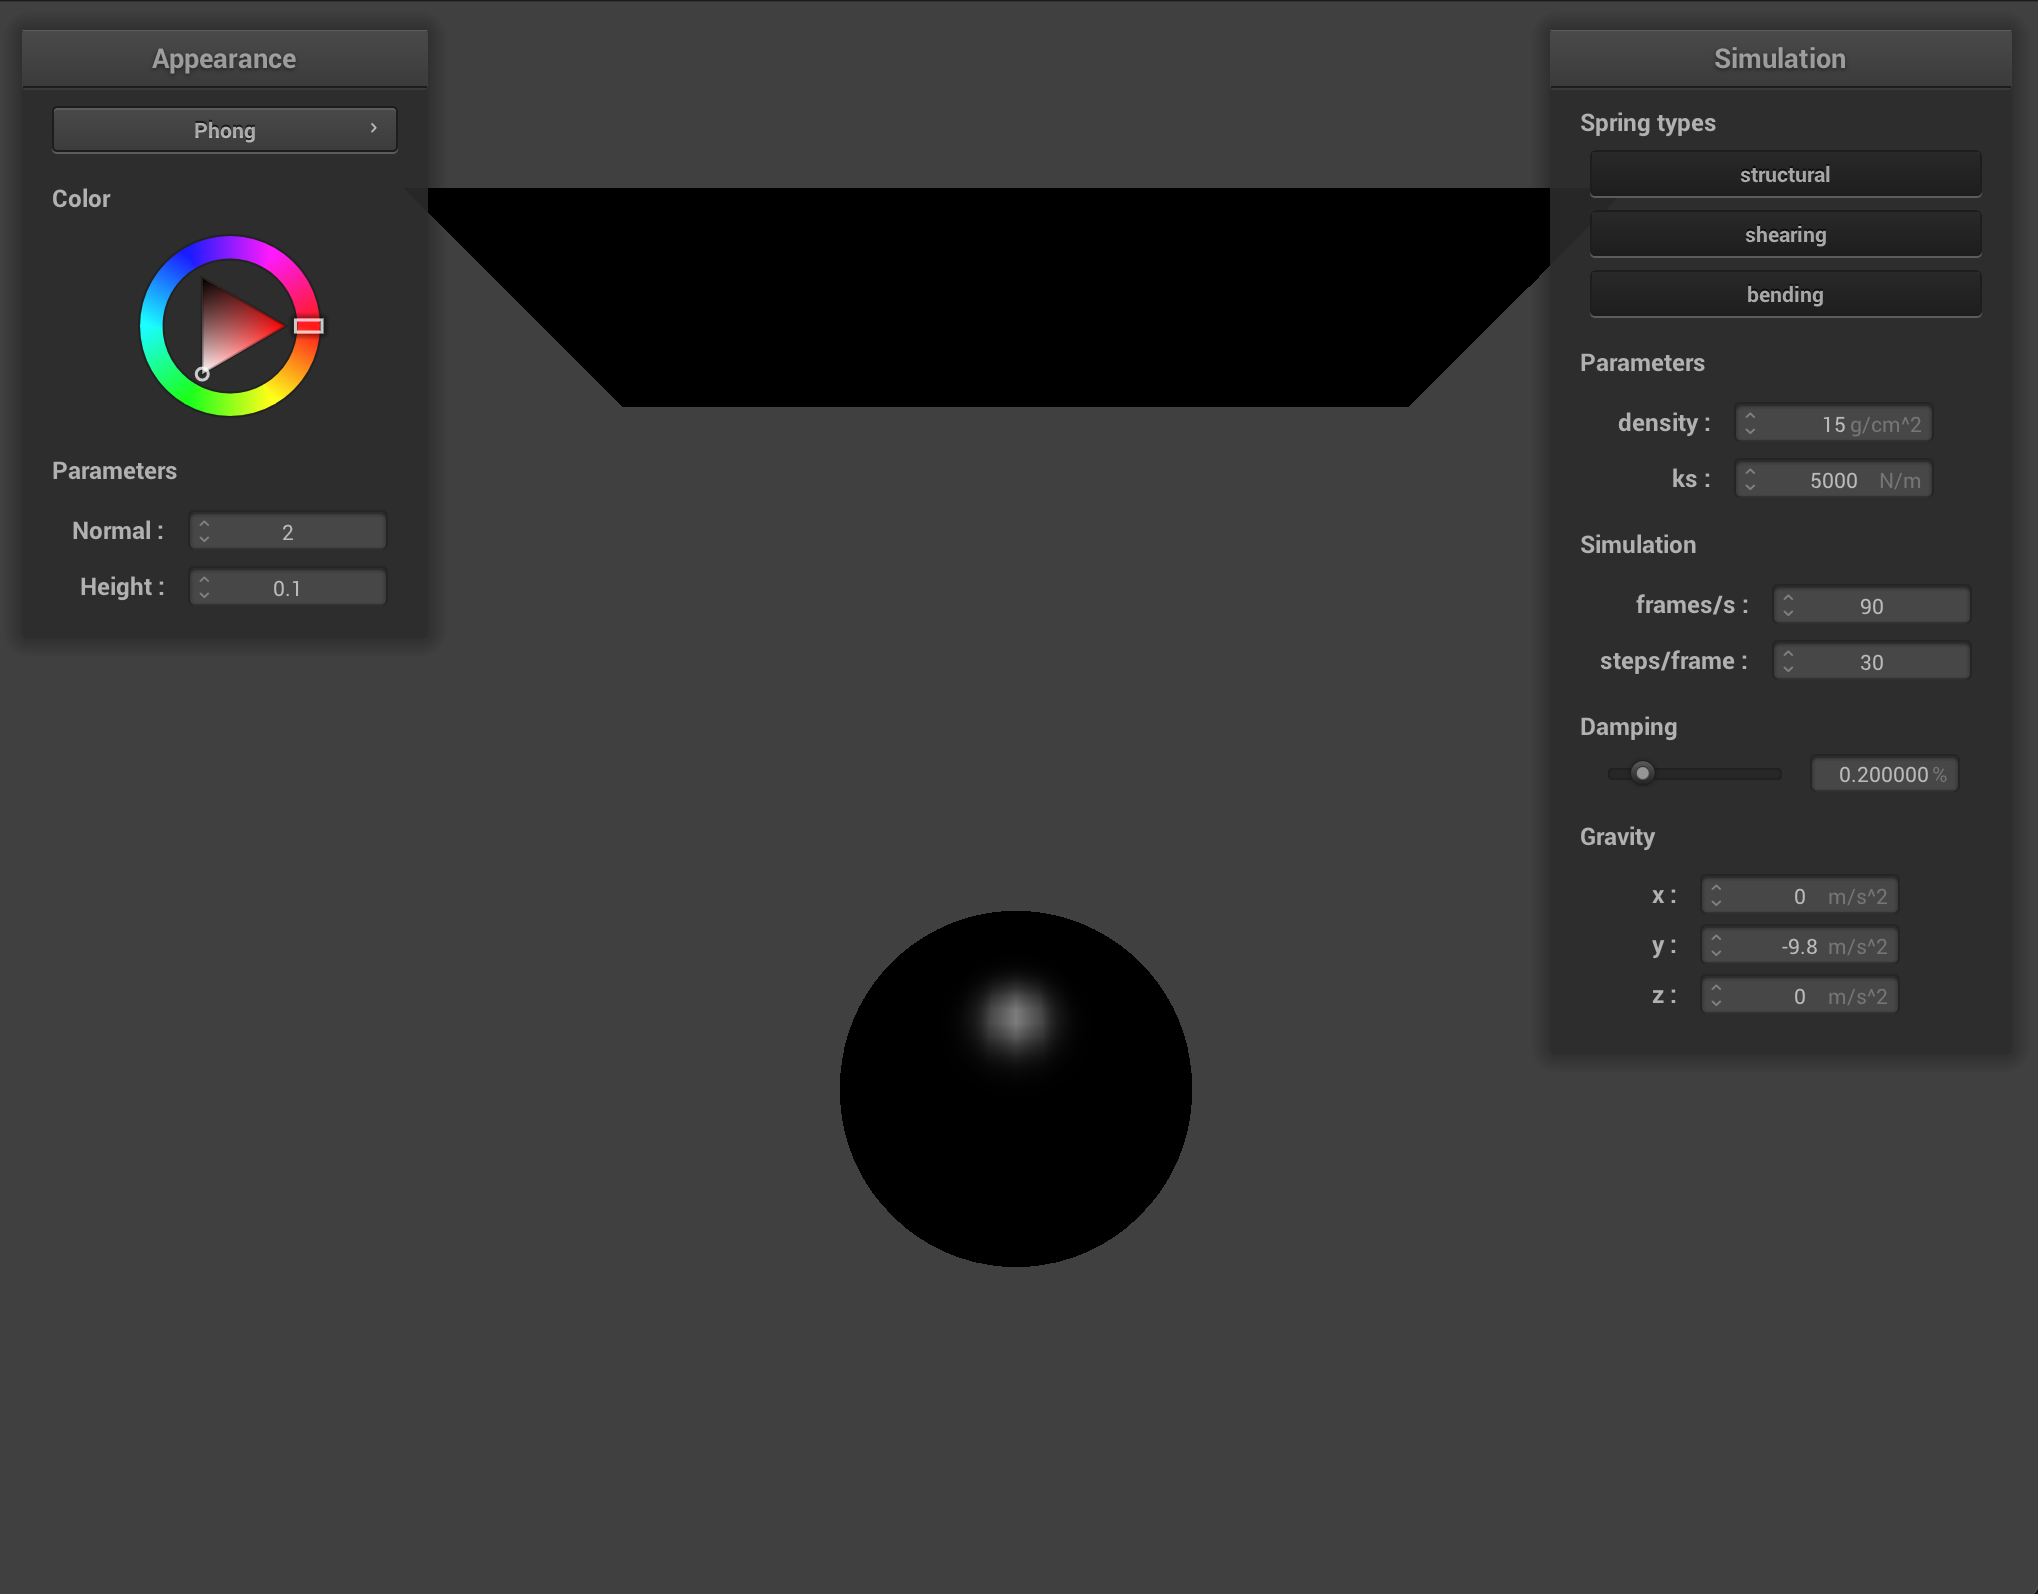 Appearance
Phong
Color
Parameters
Normal : 2
Height : 0.1
Simulation
Spring types
structural
shearing
bending
Parameters
density : 15 g/cm^2
ks : 5000 N/m
Simulation
frames/s : 90
steps/frame : 30
Damping
0.200000 %
Gravity
x : 0 m/s^2
y : -9.8 m/s^2
z : 0 m/s^2